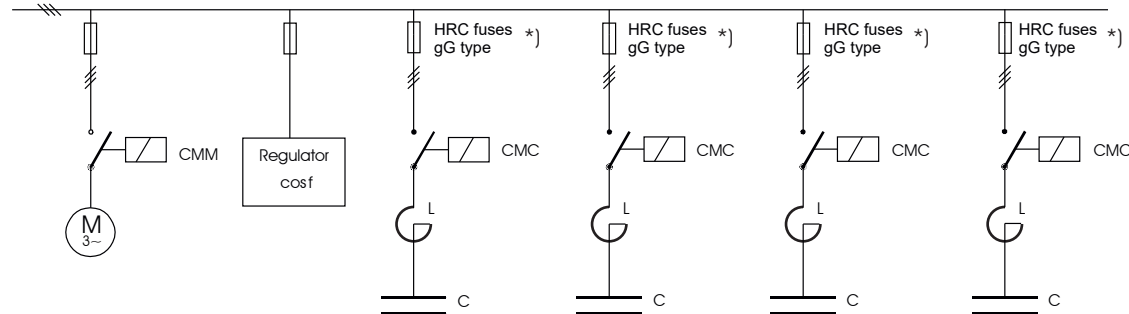 HRC fuses *)
gG type
HRC fuses *)
gG type
HRC fuses *)
gG type
HRC fuses *)
gG type
CMM
Regulator
cosf
CMC
CMC
CMC
CMC
M
3~
L
L
L
L
C
C
C
C